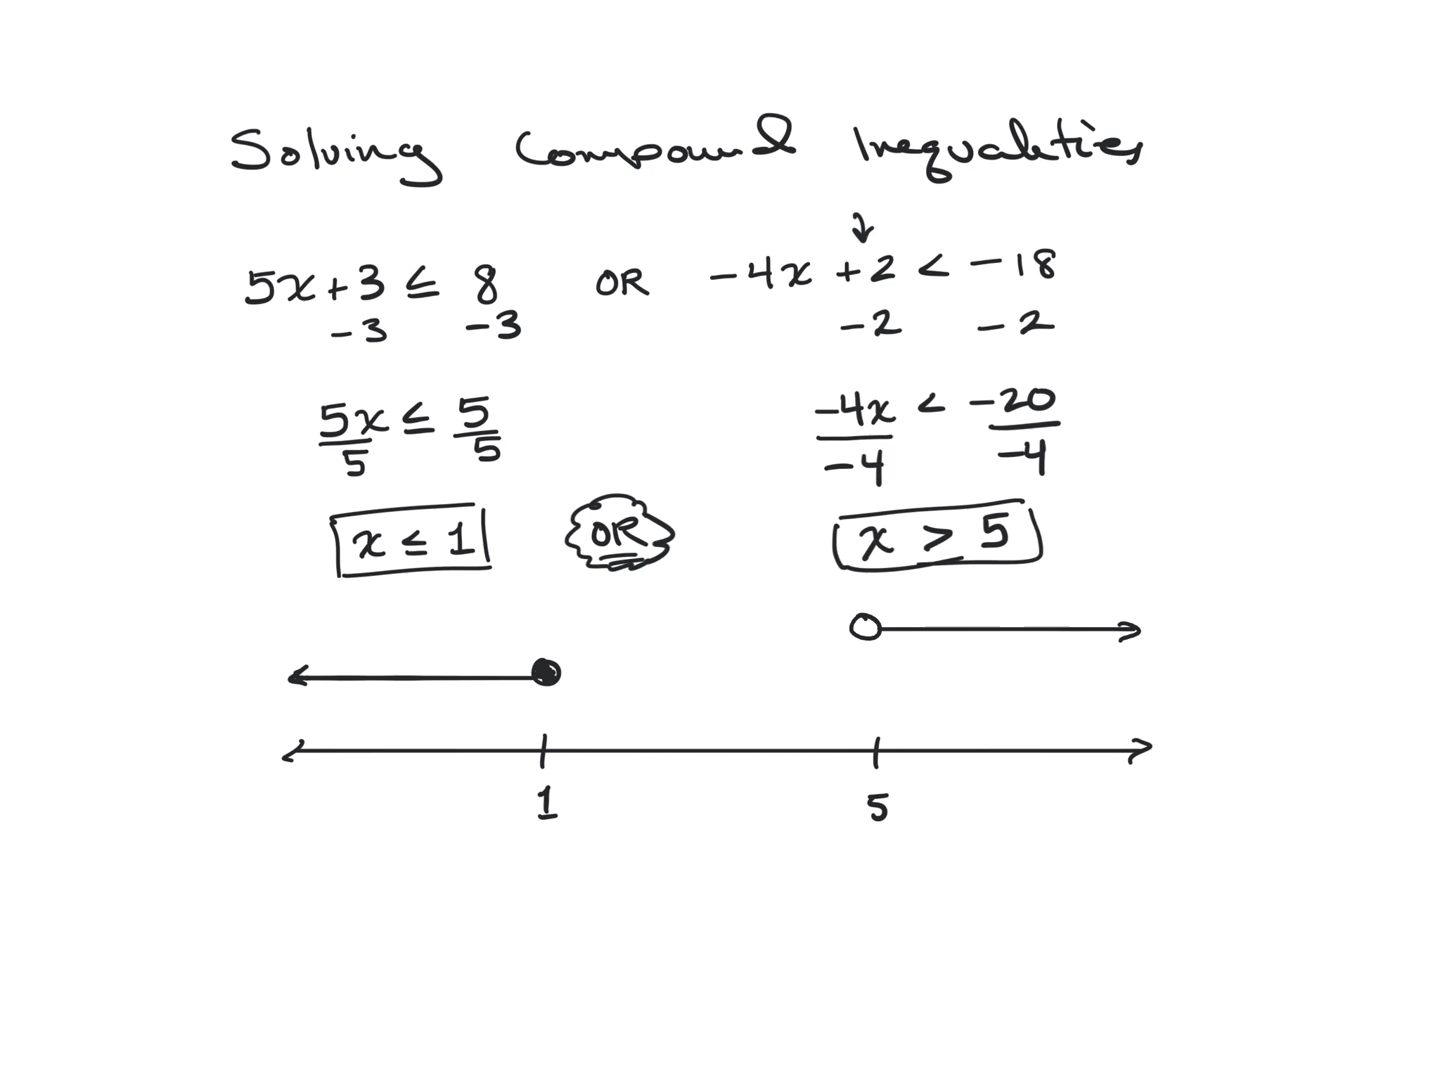 Solving Compound Inequalities
5x+3 ≤ 8 OR -4x +2 < -18
-3 -3 -2 -2
5x ≤ 5 -4x < -20
5 5 -4 -4
x ≤ 1 OR x > 5
1 5